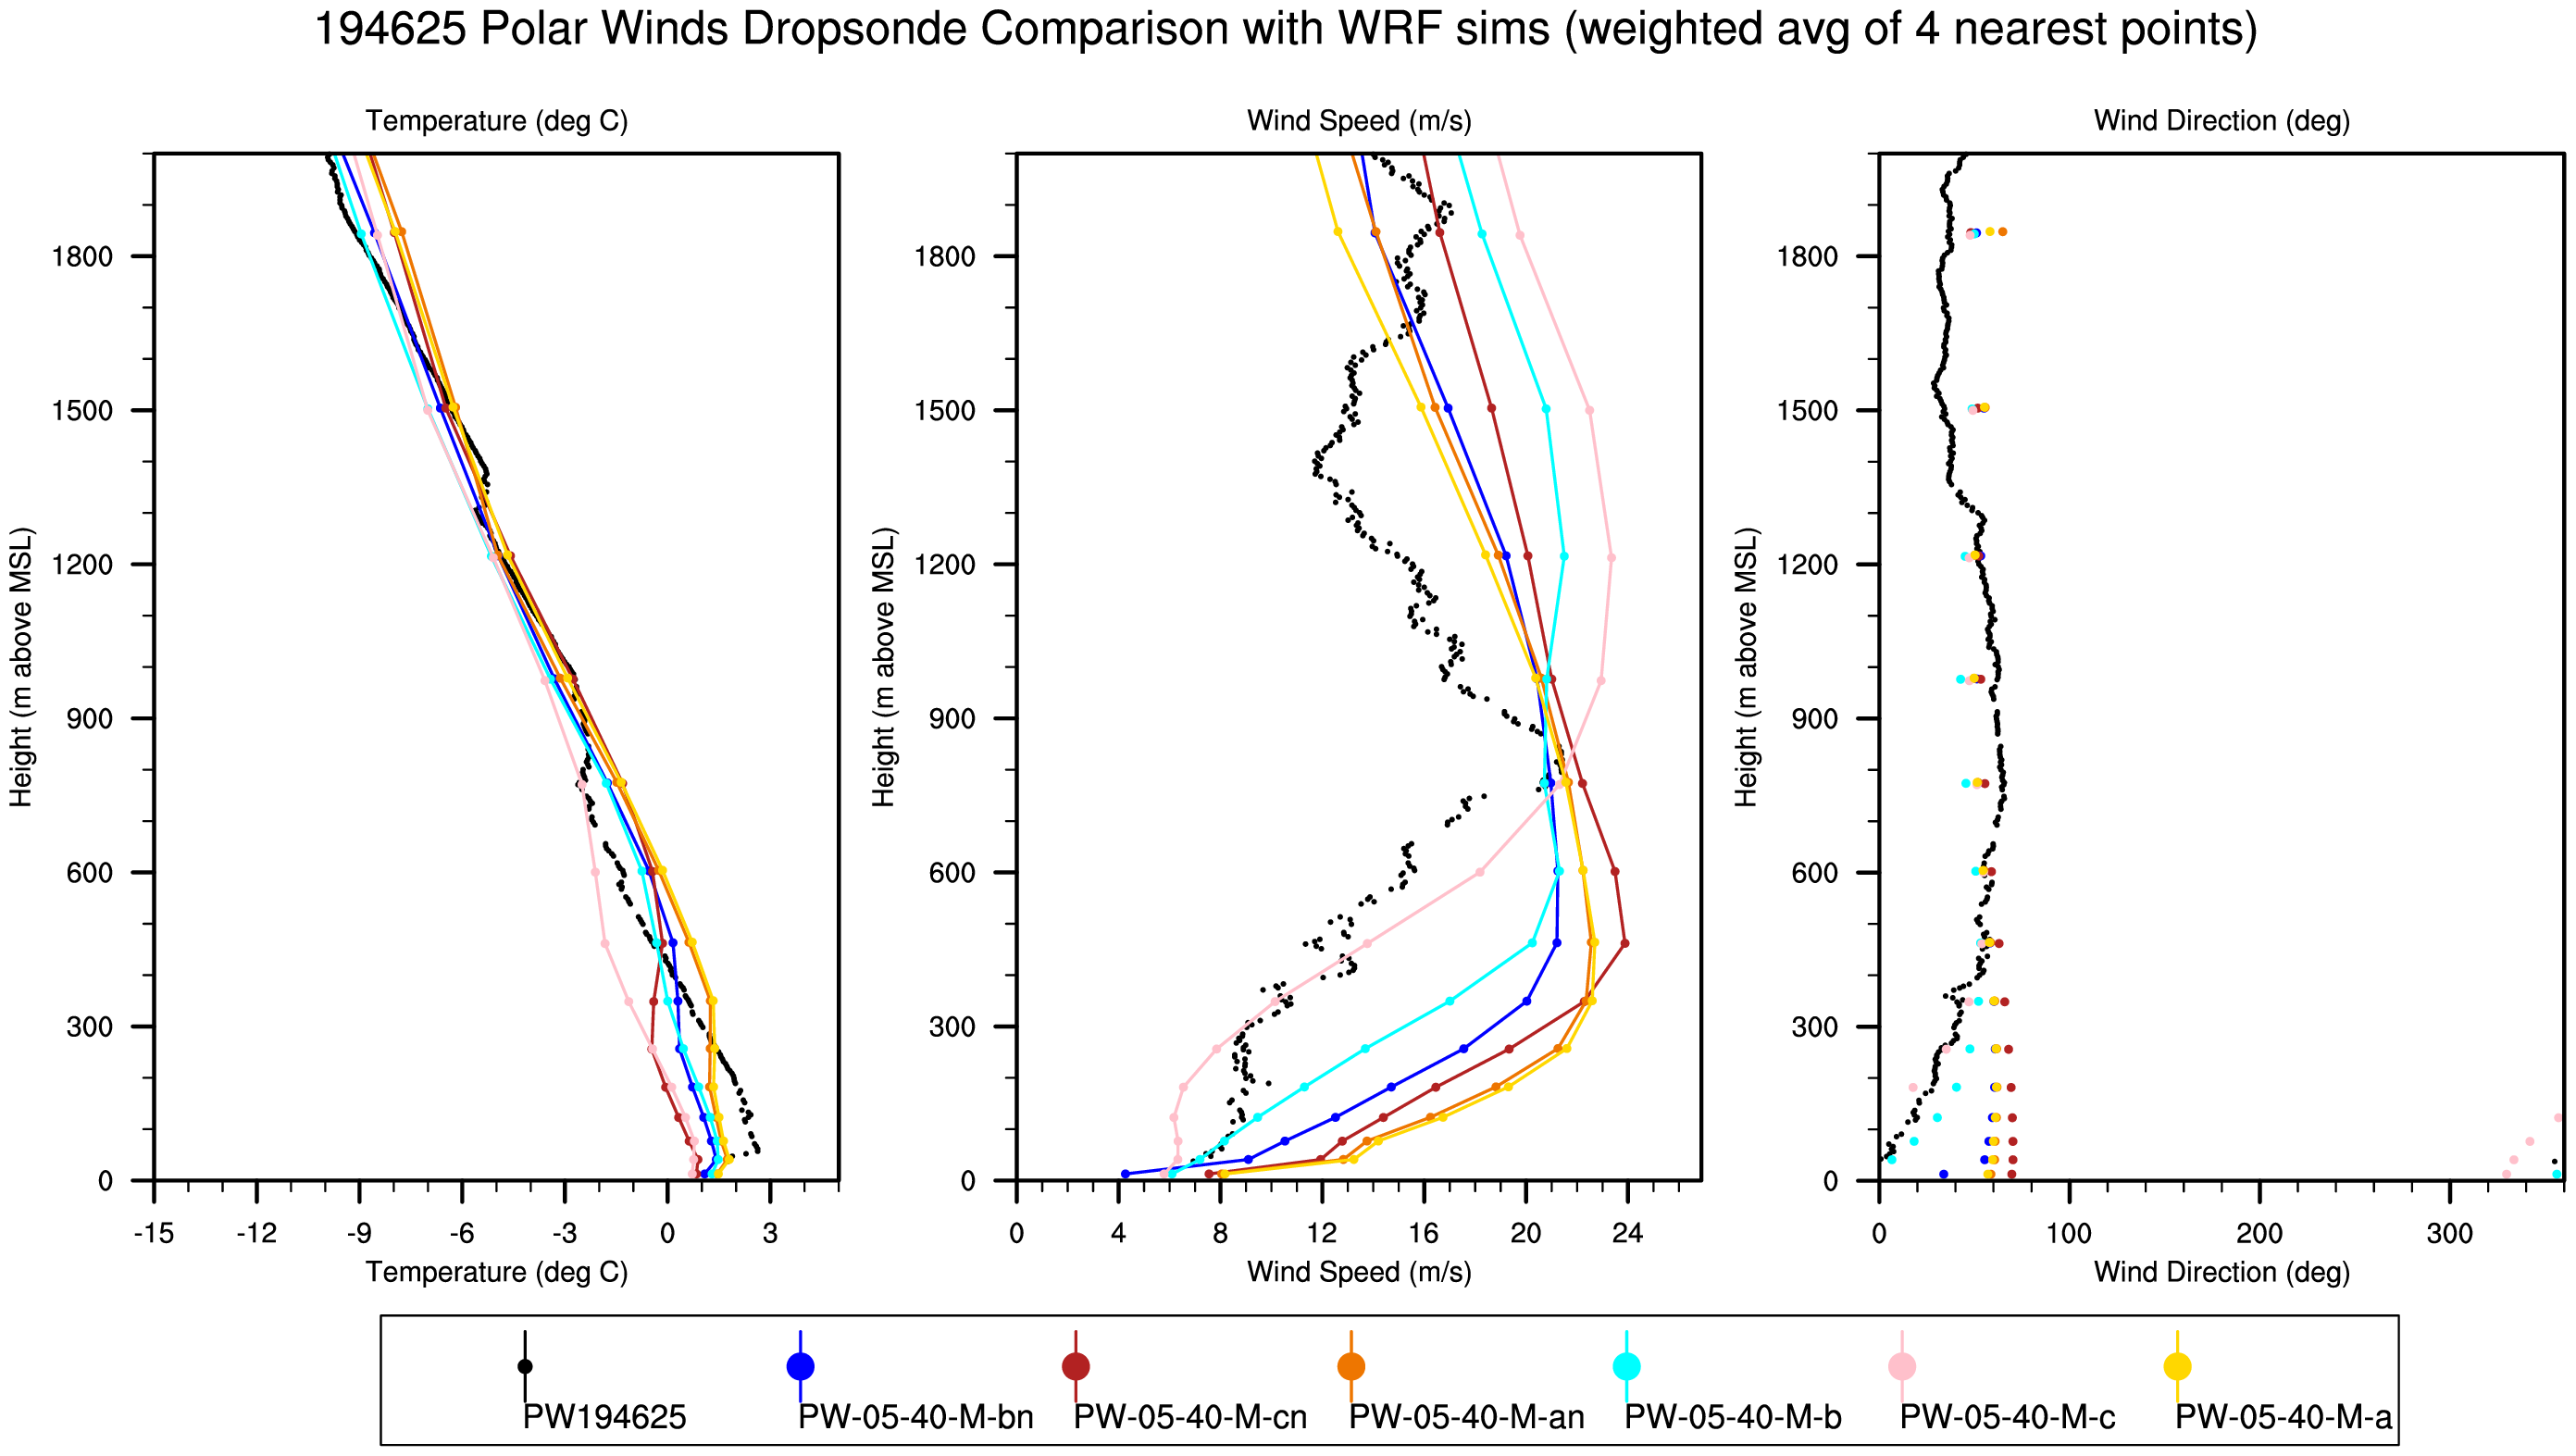 194625 Polar Winds Dropsonde Comparison with WRF sims (weighted avg of 4 nearest points)
Temperature (deg C)
Height (m above MSL)
1800
1500
1200
900
600
300
0
-15 -12 -9 -6 -3 0 3
Temperature (deg C)
Wind Speed (m/s)
Height (m above MSL)
1800
1500
1200
900
600
300
0
0 4 8 12 16 20 24
Wind Speed (m/s)
Wind Direction (deg)
Height (m above MSL)
1800
1500
1200
900
600
300
0
0 100 200 300
Wind Direction (deg)
PW194625 PW-05-40-M-bn PW-05-40-M-cn PW-05-40-M-an PW-05-40-M-b PW-05-40-M-c PW-05-40-M-a